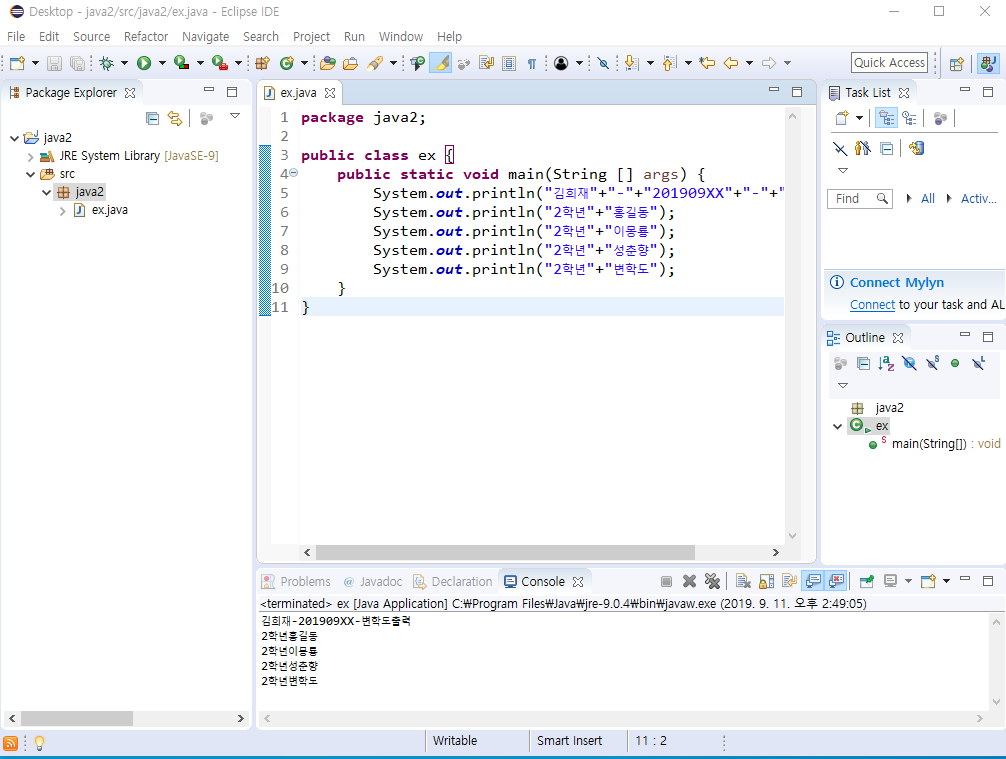 Desktop - java2/src/java2/ex.java - Eclipse IDE
File Edit Source Refactor Navigate Search Project Run Window Help
Quick Access
Package Explorer
java2
JRE System Library [JavaSE-9]
src
java2
ex.java
ex.java
1 package java2;
2
3 public class ex {
4 public static void main(String [] args) {
5 System.out.println("김희재"+"-"+"201909XX"+"-"+"
6 System.out.println("2학년"+"홍길동");
7 System.out.println("2학년"+"이몽룡");
8 System.out.println("2학년"+"성춘향");
9 System.out.println("2학년"+"변학도");
10 }
11 }
Task List
Find All Activ...
Connect Mylyn
Connect to your task and AL
Outline
java2
ex
main(String[]) : void
Problems Javadoc Declaration Console
<terminated> ex [Java Application] C:₩Program Files₩Java₩jre-9.0.4₩bin₩javaw.exe (2019. 9. 11. 오후 2:49:05)
김희재-201909XX-변학도출력
2학년홍길동
2학년이몽룡
2학년성춘향
2학년변학도
Writable Smart Insert 11 : 2